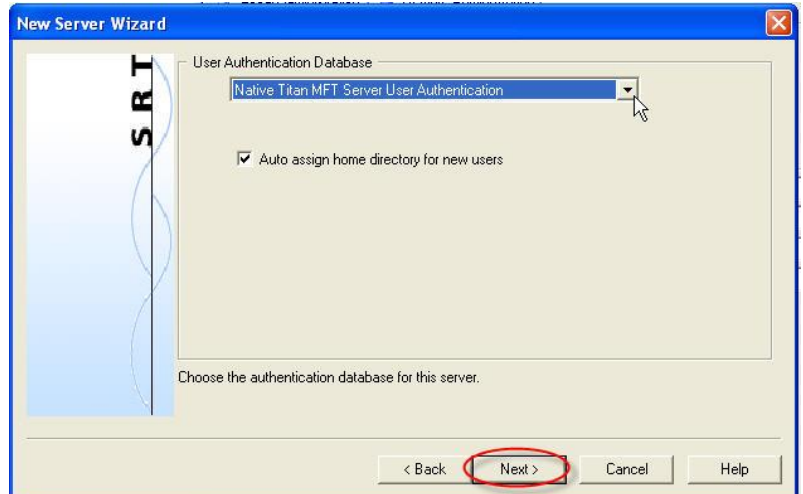 New Server Wizard
SRT
User Authentication Database
Native Titan MFT Server User Authentication
Auto assign home directory for new users
Choose the authentication database for this server.
< Back
Next >
Cancel
Help